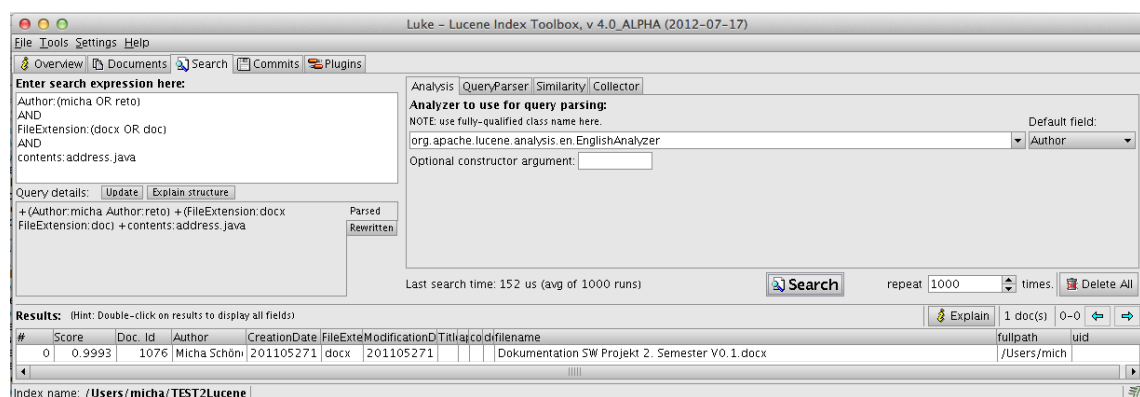 Luke - Lucene Index Toolbox, v 4.0_ALPHA (2012-07-17)
File Tools Settings Help
Overview Documents Search Commits Plugins
Enter search expression here:
Author:(micha OR reto)
AND
FileExtension:(docx OR doc)
AND
contents:address.java
Query details: Update Explain structure
+(Author:micha Author:reto) +(FileExtension:docx
FileExtension:doc) +contents:address.java
Parsed
Rewritten
Analysis QueryParser Similarity Collector
Analyzer to use for query parsing:
NOTE: use fully-qualified class name here.
Default field:
org.apache.lucene.analysis.en.EnglishAnalyzer
Author
Optional constructor argument:
Last search time: 152 us (avg of 1000 runs)
Search
repeat 1000 times.
Delete All
Results: (Hint: Double-click on results to display all fields)
Explain 1 doc(s) 0-0
# Score Doc. Id Author CreationDate FileExte ModificationD Title filename fullpath uid
0 0.9993 1076 Micha Schön 201105271 docx 201105271 Dokumentation SW Projekt 2. Semester V0.1.docx /Users/mich
Index name: /Users/micha/TEST2Lucene